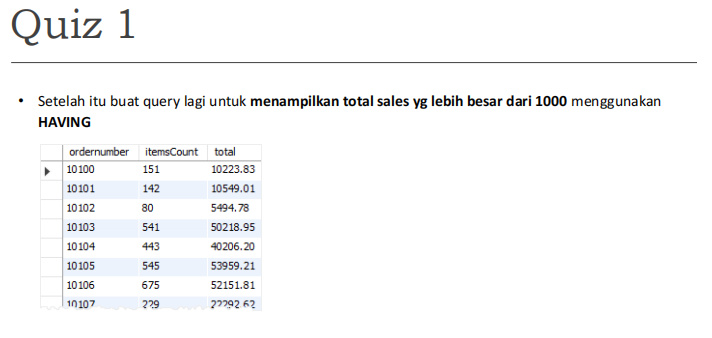 Quiz 1
• Setelah itu buat query lagi untuk menampilkan total sales yg lebih besar dari 1000 menggunakan
HAVING
ordernumber itemsCount total
10100 151 10223.83
10101 142 10549.01
10102 80 5494.78
10103 541 50218.95
10104 443 40206.20
10105 545 53959.21
10106 675 52151.81
10107 229 22292.62